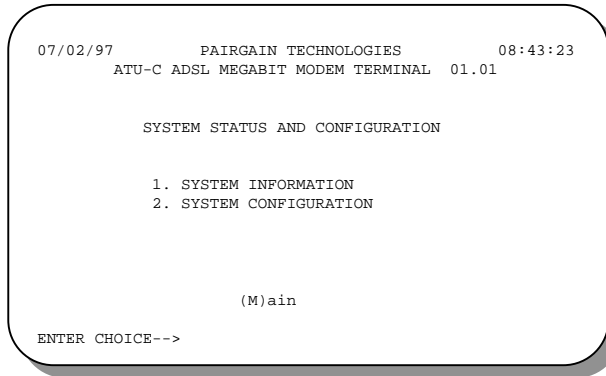 07/02/97 PAIRGAIN TECHNOLOGIES 08:43:23
ATU-C ADSL MEGABIT MODEM TERMINAL 01.01
SYSTEM STATUS AND CONFIGURATION
1. SYSTEM INFORMATION
2. SYSTEM CONFIGURATION
(M)ain
ENTER CHOICE-->